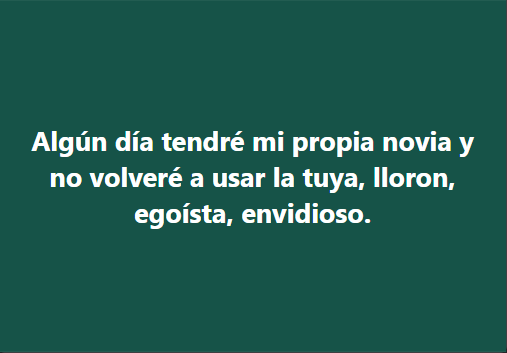 Algún día tendré mi propia novia y
no volveré a usar la tuya, lloron,
egoísta, envidioso.